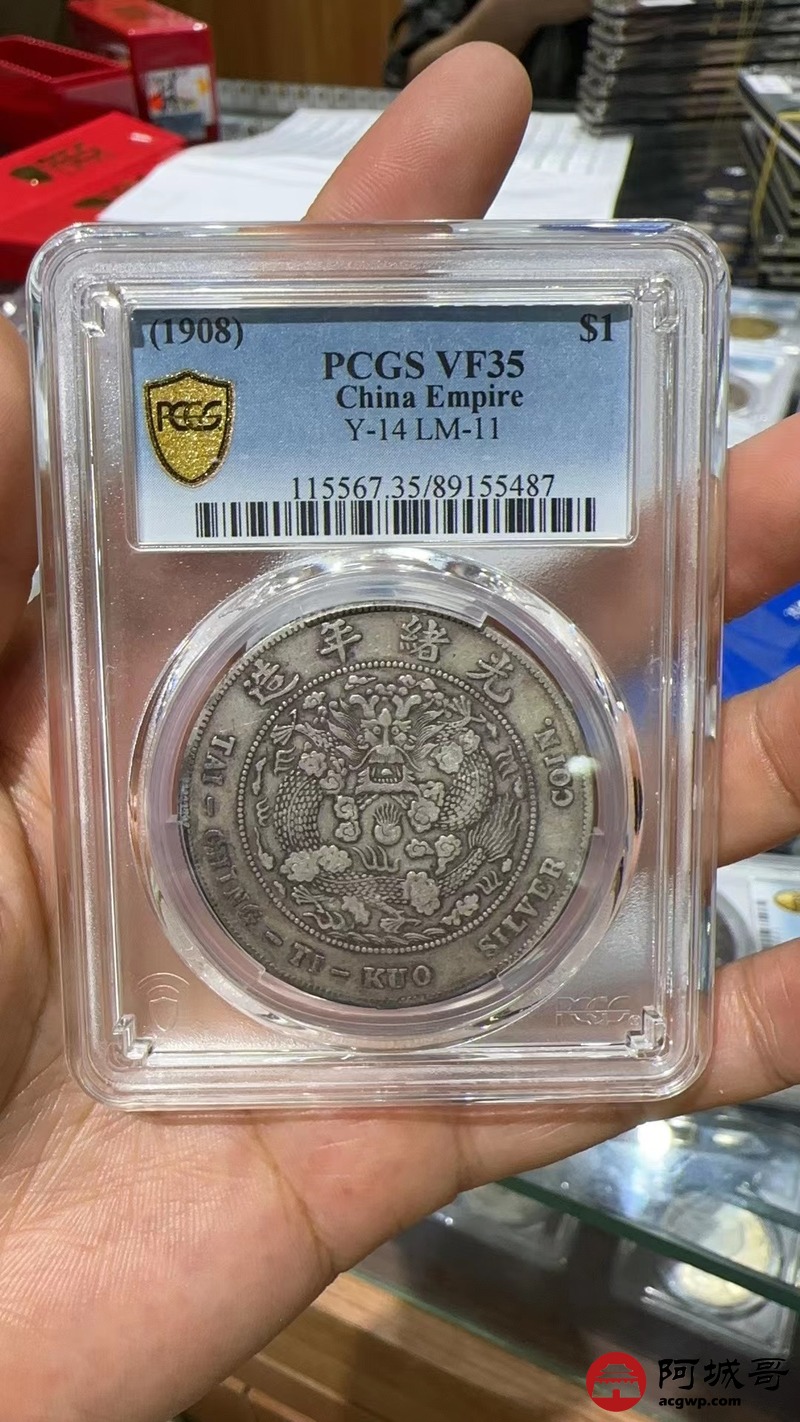 (1908) $1
PCGS VF35
China Empire
PCGS
Y-14 LM-11
115567.35/89155487
造年緒光
TAI-CHING-TI-KUO SILVER COIN.
PCGS
阿城哥
acgwp.com